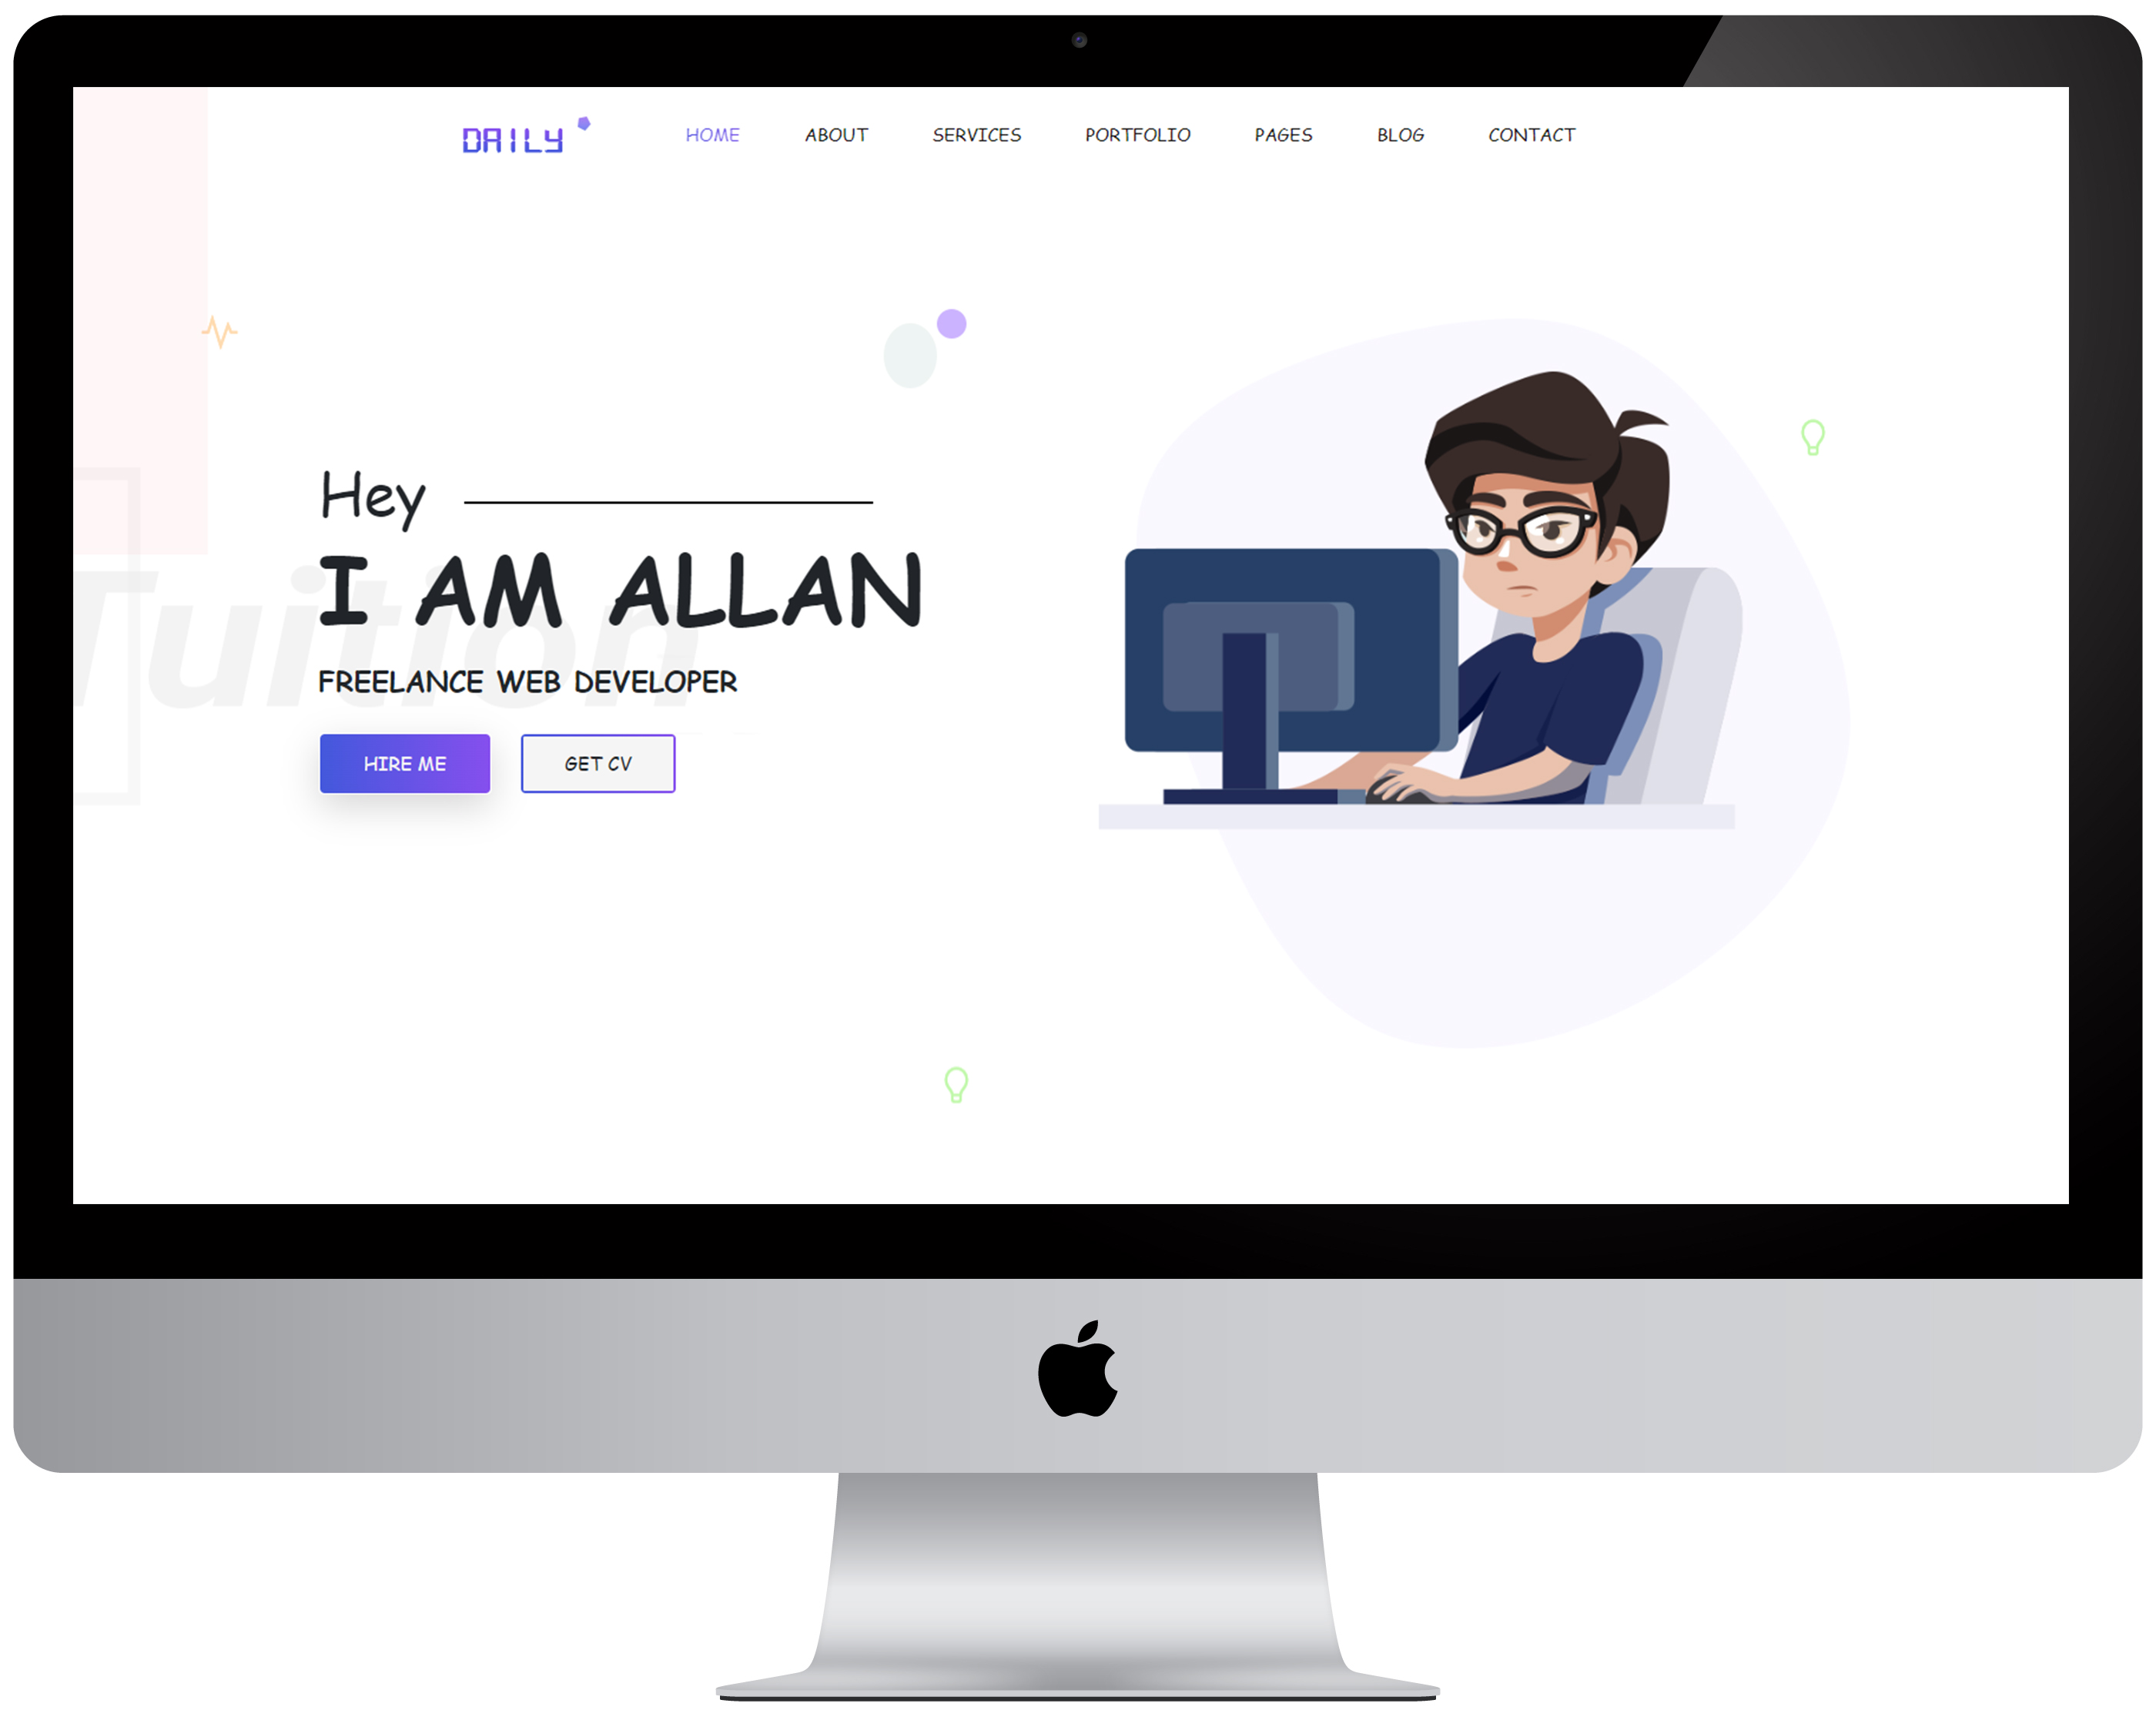 DAILY HOME ABOUT SERVICES PORTFOLIO PAGES BLOG CONTACT
Hey
I AM ALLAN
Tuition
FREELANCE WEB DEVELOPER
HIRE ME GET CV